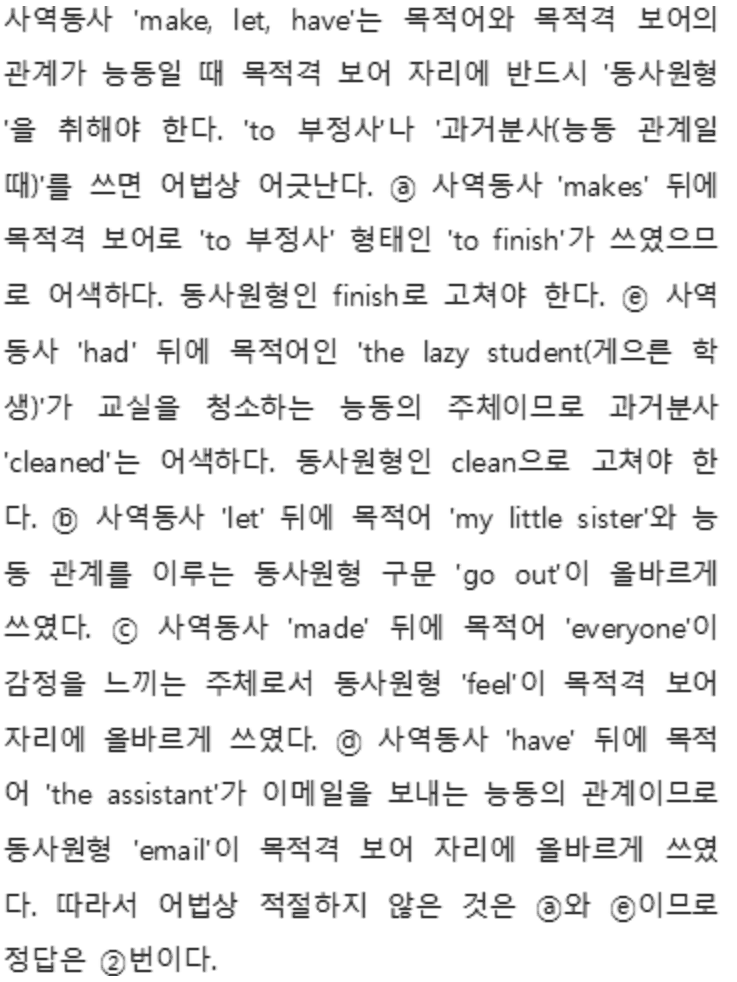 사역동사 'make, let, have'는 목적어와 목적격 보어의
관계가 능동일 때 목적격 보어 자리에 반드시 '동사원형
'을 취해야 한다. 'to 부정사'나 '과거분사(능동 관계일
때)'를 쓰면 어법상 어긋난다. ⓐ 사역동사 'makes' 뒤에
목적격 보어로 'to 부정사' 형태인 'to finish'가 쓰였으므
로 어색하다. 동사원형인 finish로 고쳐야 한다. ⓔ 사역
동사 'had' 뒤에 목적어인 'the lazy student(게으른 학
생)'가 교실을 청소하는 능동의 주체이므로 과거분사
'cleaned'는 어색하다. 동사원형인 clean으로 고쳐야 한
다. ⓑ 사역동사 'let' 뒤에 목적어 'my little sister'와 능
동 관계를 이루는 동사원형 구문 'go out'이 올바르게
쓰였다. ⓒ 사역동사 'made' 뒤에 목적어 'everyone'이
감정을 느끼는 주체로서 동사원형 'feel'이 목적격 보어
자리에 올바르게 쓰였다. ⓓ 사역동사 'have' 뒤에 목적
어 'the assistant'가 이메일을 보내는 능동의 관계이므로
동사원형 'email'이 목적격 보어 자리에 올바르게 쓰였
다. 따라서 어법상 적절하지 않은 것은 ⓐ와 ⓔ이므로
정답은 ②번이다.